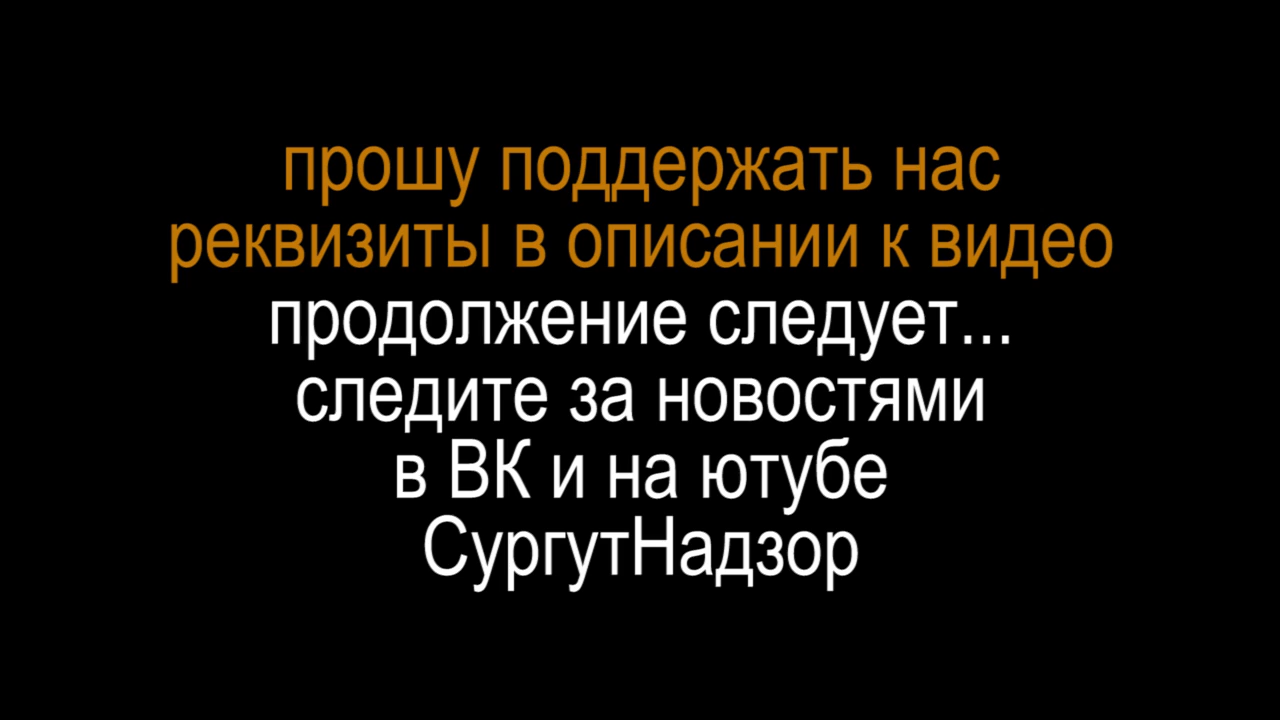 прошу поддержать нас
реквизиты в описании к видео
продолжение следует...
следите за новостями
в ВК и на ютубе
СургутНадзор